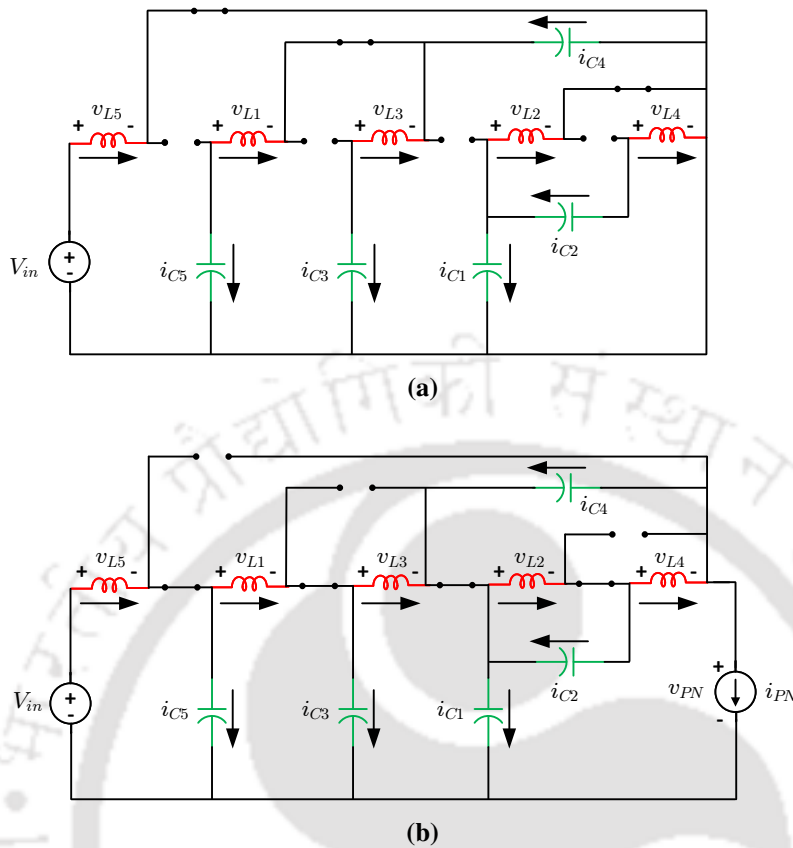 i_{C4}
v_{L5} v_{L1} v_{L3} v_{L2} v_{L4}
+ - + - + - + - + -
V_{in} + -
i_{C2}
i_{C5} i_{C3} i_{C1}
(a)
i_{C4}
v_{L5} v_{L1} v_{L3} v_{L2} v_{L4}
+ - + - + - + - + -
i_{C2}
V_{in} + - i_{C5} i_{C3} i_{C1} + v_{PN} - i_{PN}
(b)